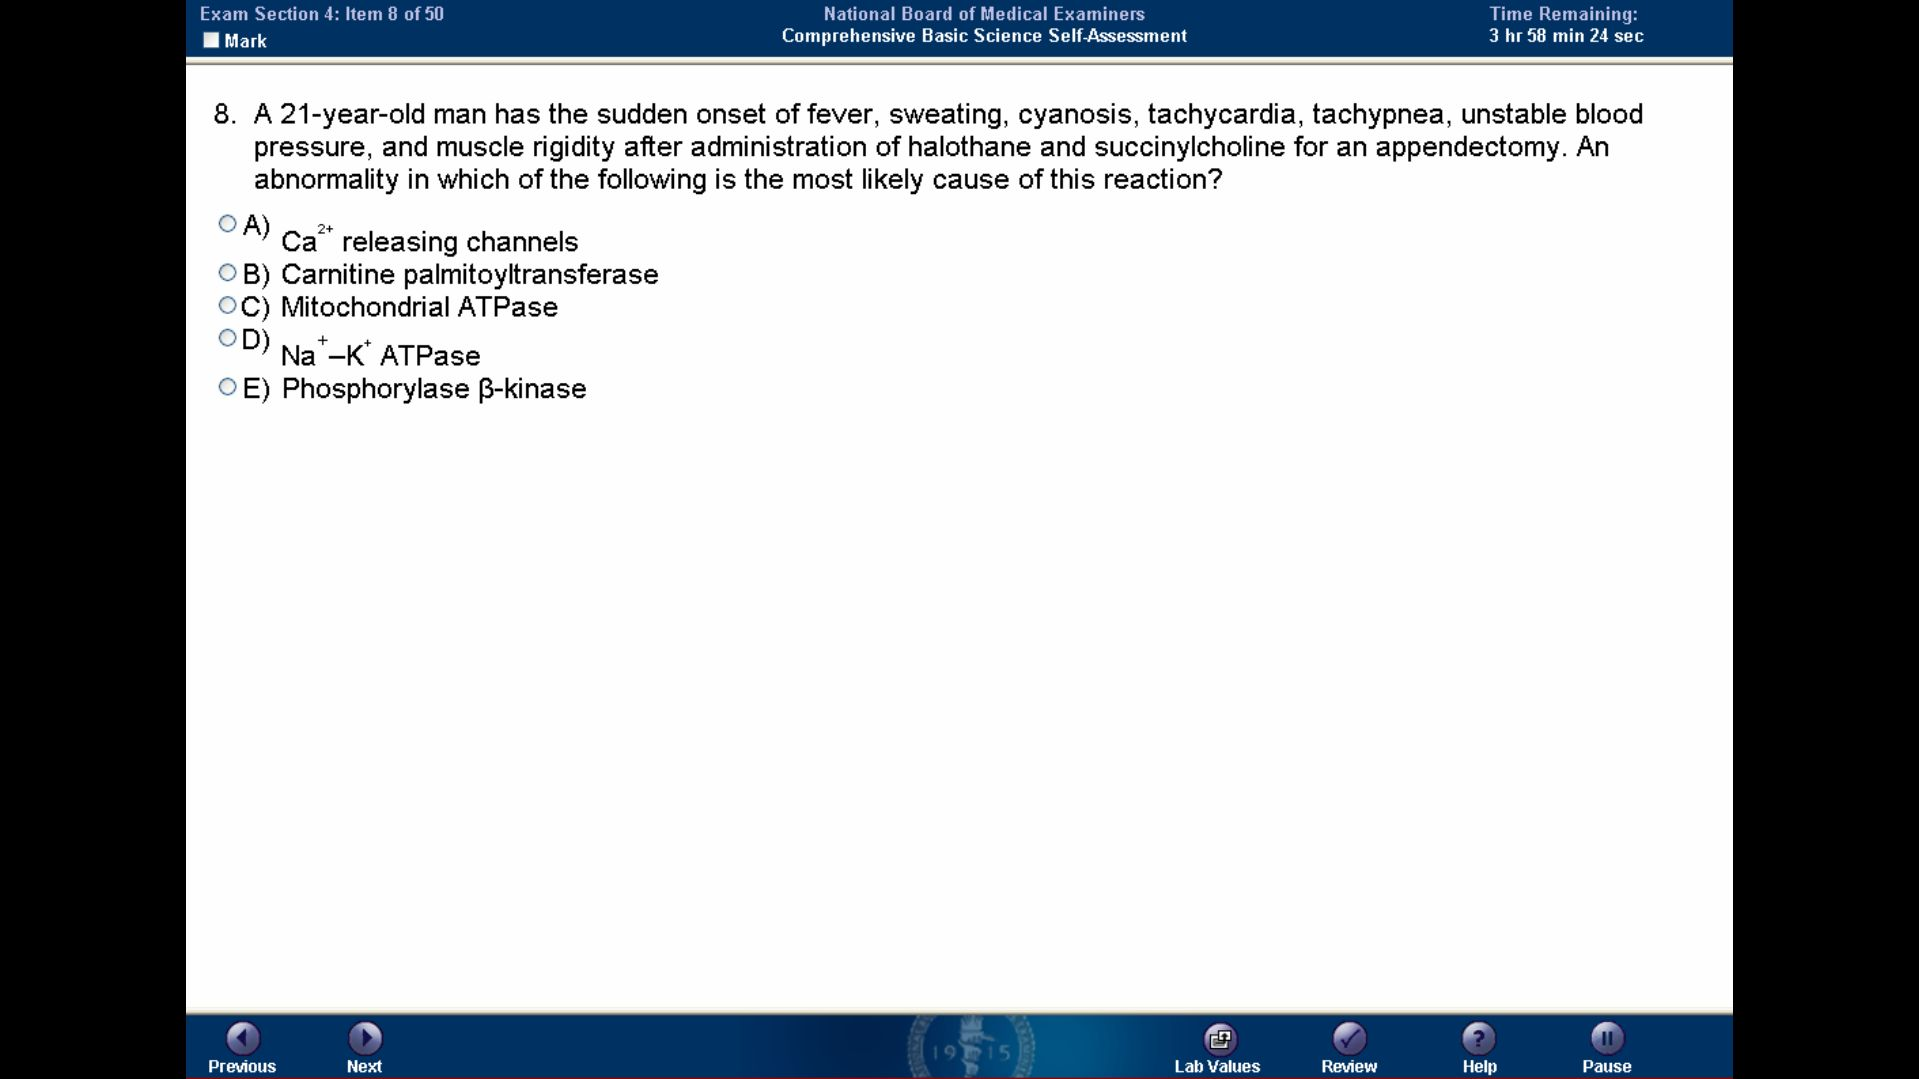 Exam Section 4: Item 8 of 50
National Board of Medical Examiners
Time Remaining:
Mark
Comprehensive Basic Science Self-Assessment
3 hr 58 min 24 sec
8. A 21-year-old man has the sudden onset of fever, sweating, cyanosis, tachycardia, tachypnea, unstable blood
pressure, and muscle rigidity after administration of halothane and succinylcholine for an appendectomy. An
abnormality in which of the following is the most likely cause of this reaction?
A) Ca²⁺ releasing channels
B) Carnitine palmitoyltransferase
C) Mitochondrial ATPase
D) Na⁺–K⁺ ATPase
E) Phosphorylase β-kinase
1915
Previous
Next
Lab Values
Review
Help
Pause